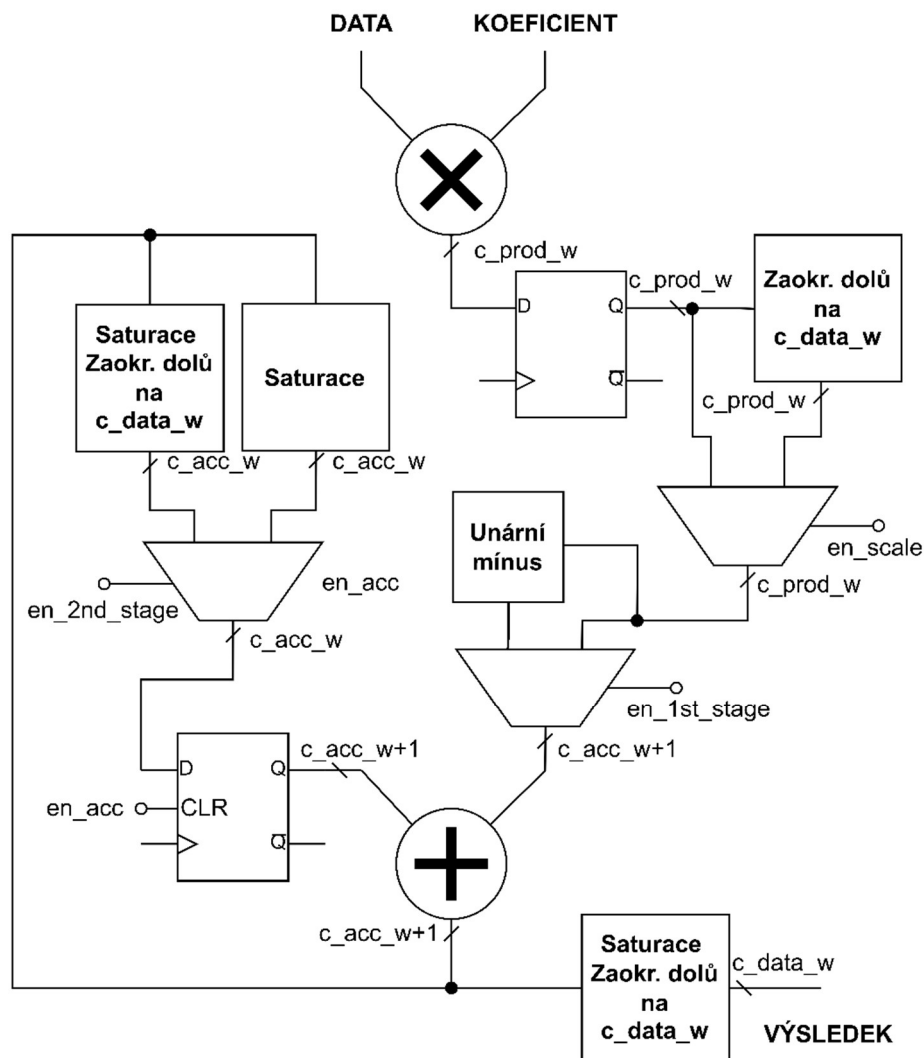 DATA KOEFICIENT
c_prod_w
c_prod_w
D Q
Q
Zaokr. dolů
na
c_data_w
c_prod_w
Saturace
Zaokr. dolů
na
c_data_w
Saturace
c_acc_w c_acc_w
en_scale
c_prod_w
Unární
mínus
en_2nd_stage
en_acc
c_acc_w
en_1st_stage
c_acc_w+1
c_acc_w+1
D Q
en_acc CLR
Q
c_acc_w+1
Saturace
Zaokr. dolů
na
c_data_w
c_data_w
VÝSLEDEK